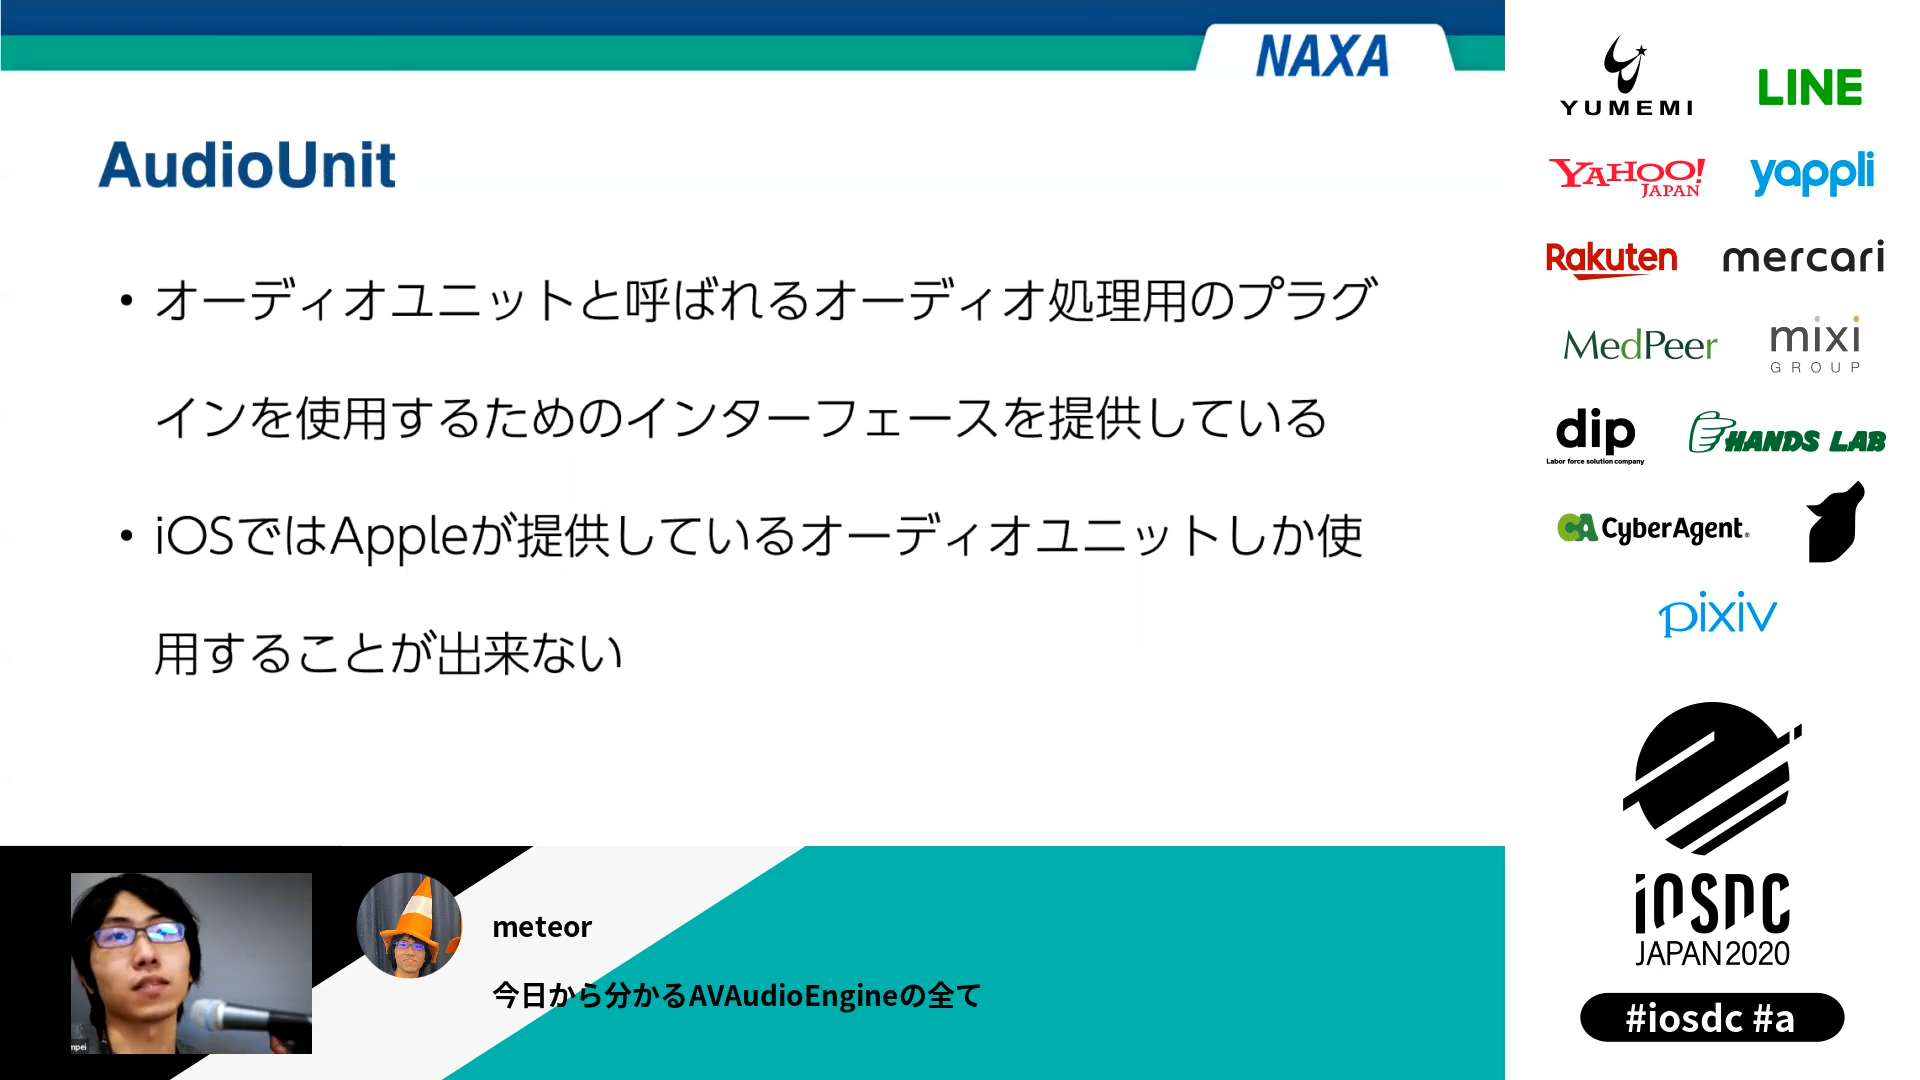 NAXA
AudioUnit
・オーディオユニットと呼ばれるオーディオ処理用のプラグ
インを使用するためのインターフェースを提供している
・iOSではAppleが提供しているオーディオユニットしか使
用することが出来ない
mpei
meteor
今日から分かるAVAudioEngineの全て
YUMEMI
LINE
YAHOO!
JAPAN
yappli
Rakuten
mercari
MedPeer
mixi
GROUP
dip
Labor force solution company
HANDS LAB
CA CyberAgent.
pixiv
iOSDC
JAPAN 2020
#iosdc #a